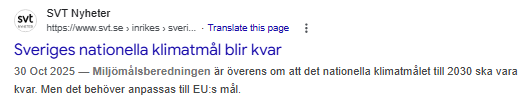 svt
nyheter
SVT Nyheter
https://www.svt.se › inrikes › sveri... · Translate this page
Sveriges nationella klimatmål blir kvar
30 Oct 2025 — Miljömålsberedningen är överens om att det nationella klimatmålet till 2030 ska vara
kvar. Men det behöver anpassas till EU:s mål.